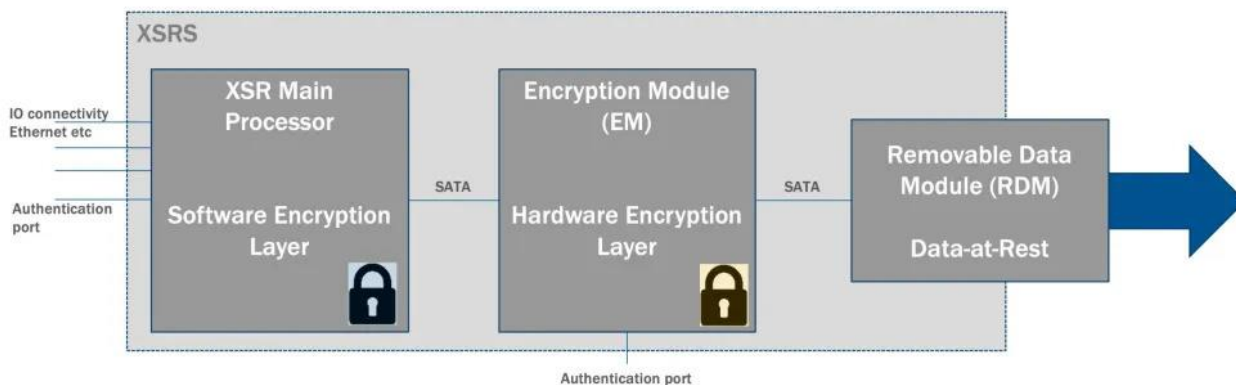 XSRS
IO connectivity
Ethernet etc
Authentication
port
XSR Main
Processor
Software Encryption
Layer
SATA
Encryption Module
(EM)
Hardware Encryption
Layer
Authentication port
SATA
Removable Data
Module (RDM)
Data-at-Rest